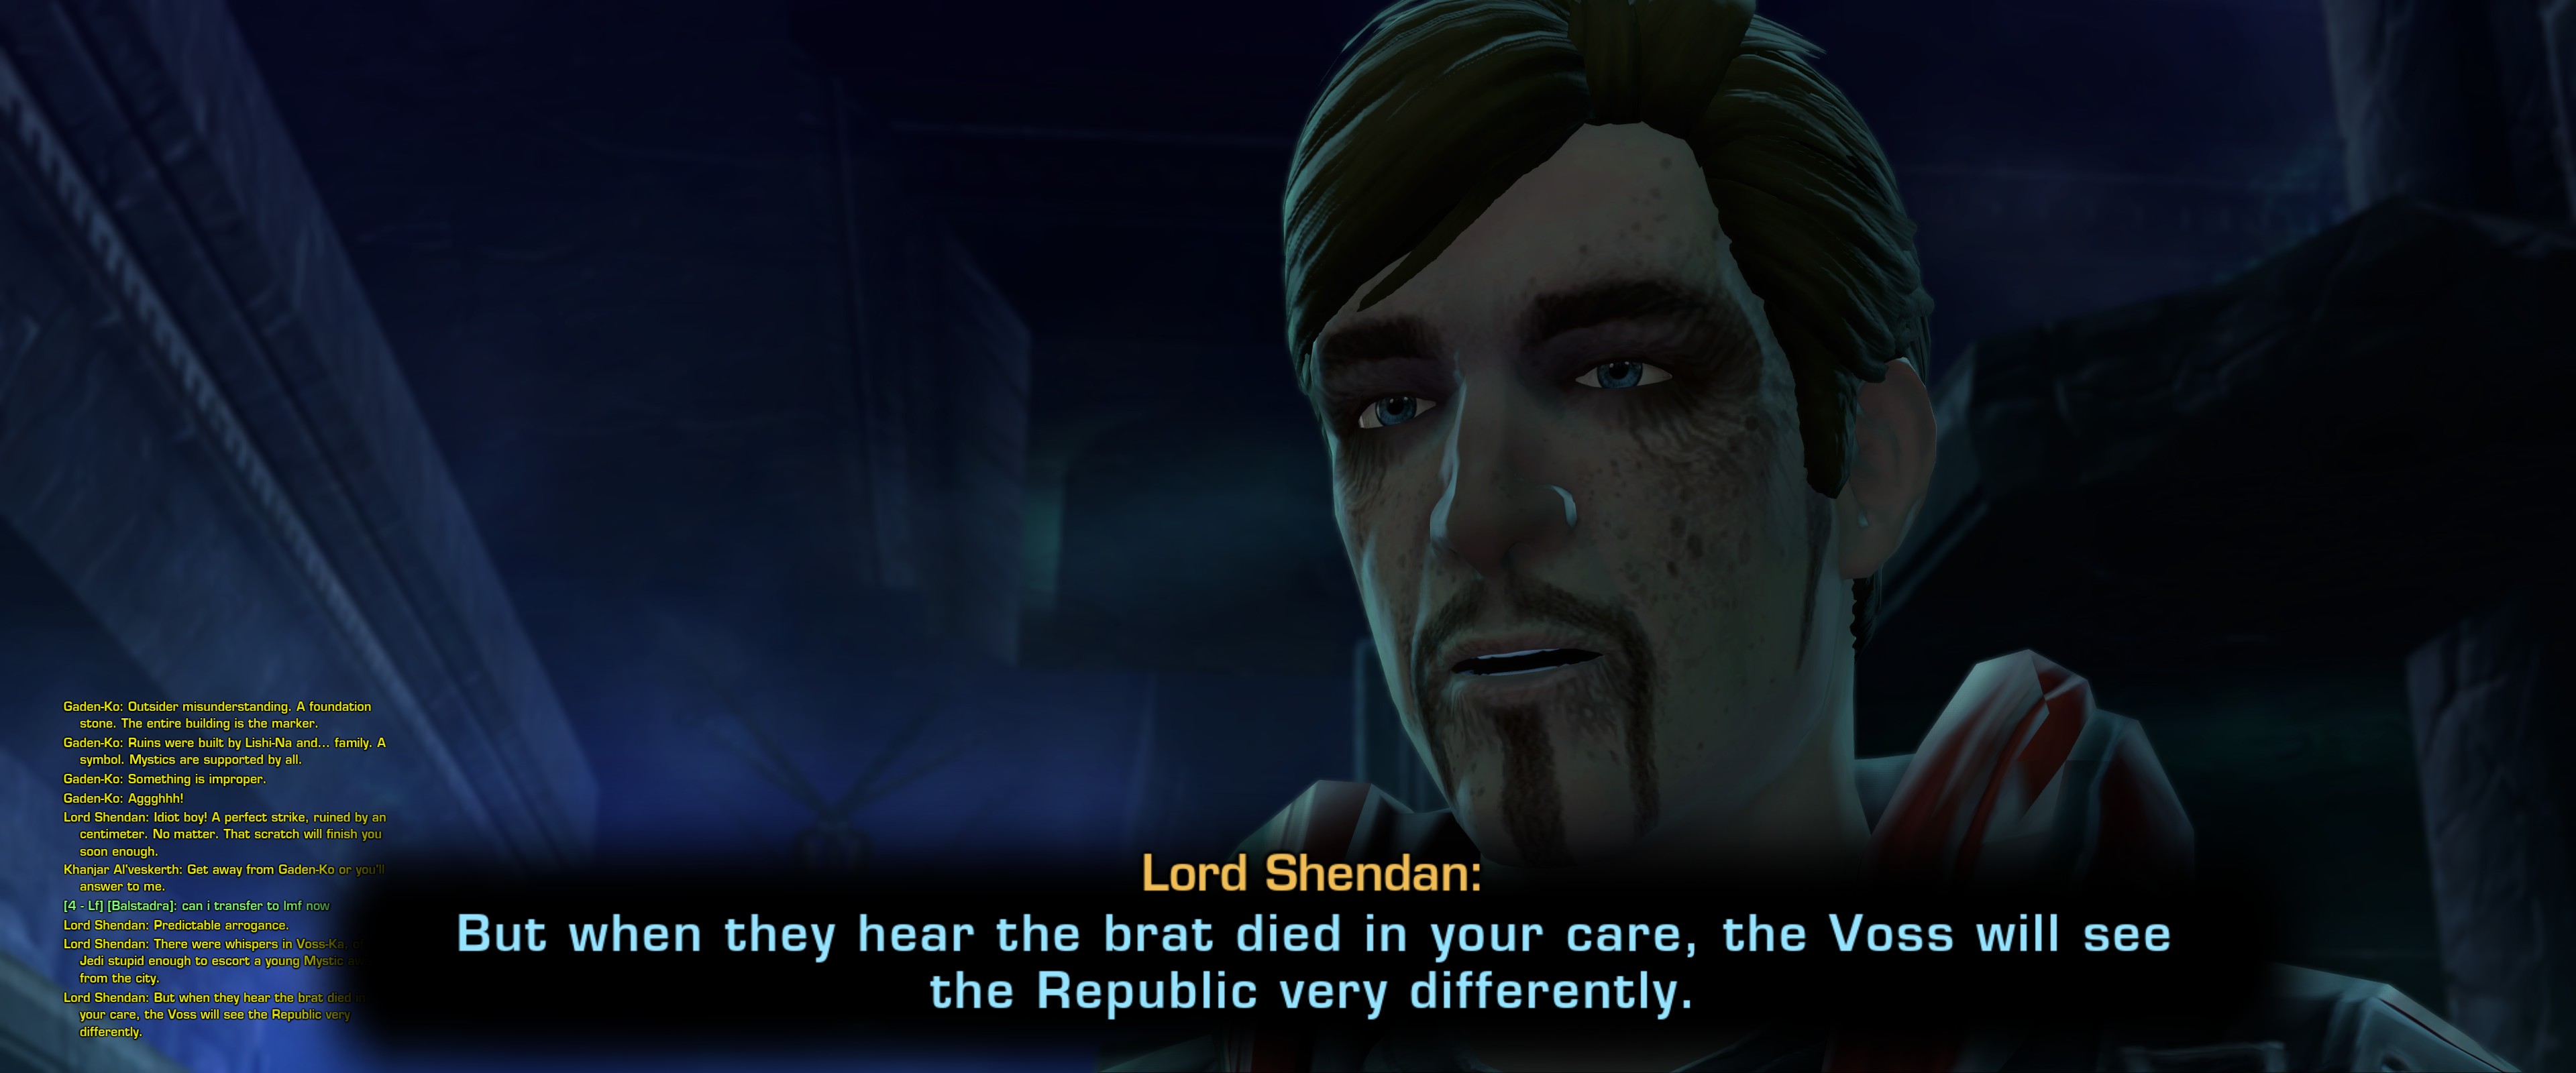 Gaden-Ko: Outsider misunderstanding. A foundation
stone. The entire building is the marker.
Gaden-Ko: Ruins were built by Lishi-Na and... family. A
symbol. Mystics are supported by all.
Gaden-Ko: Something is improper.
Gaden-Ko: Aggghhh!
Lord Shendan: Idiot boy! A perfect strike, ruined by an
centimeter. No matter. That scratch will finish you
soon enough.
Khanjar Al'veskerth: Get away from Gaden-Ko or you'll
answer to me.
[4 - Lf] [Balstadra]: can i transfer to lmf now
Lord Shendan: Predictable arrogance.
Lord Shendan: There were whispers in Voss-Ka,
Jedi stupid enough to escort a young Mystic
from the city.
Lord Shendan: But when they hear the brat died in
your care, the Voss will see the Republic very
differently.
Lord Shendan:
But when they hear the brat died in your care, the Voss will see
the Republic very differently.